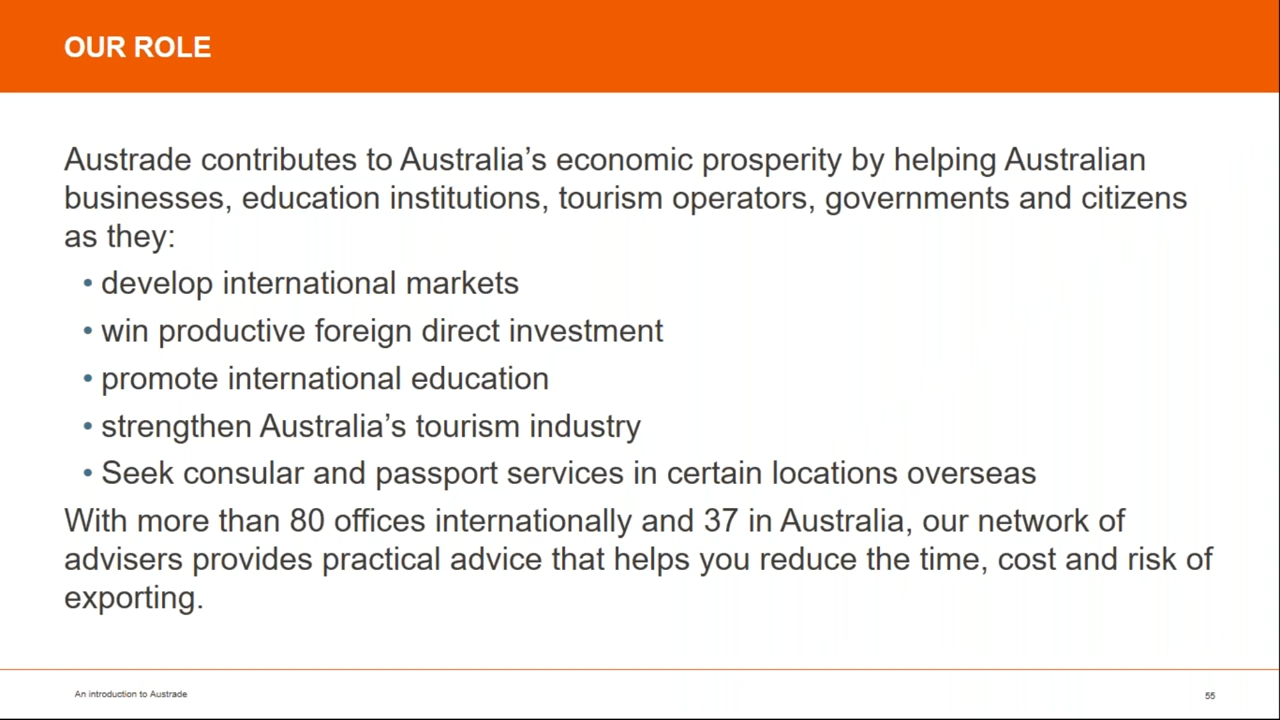 OUR ROLE
Austrade contributes to Australia’s economic prosperity by helping Australian
businesses, education institutions, tourism operators, governments and citizens
as they:
• develop international markets
• win productive foreign direct investment
• promote international education
• strengthen Australia’s tourism industry
• Seek consular and passport services in certain locations overseas
With more than 80 offices internationally and 37 in Australia, our network of
advisers provides practical advice that helps you reduce the time, cost and risk of
exporting.
An introduction to Austrade
55